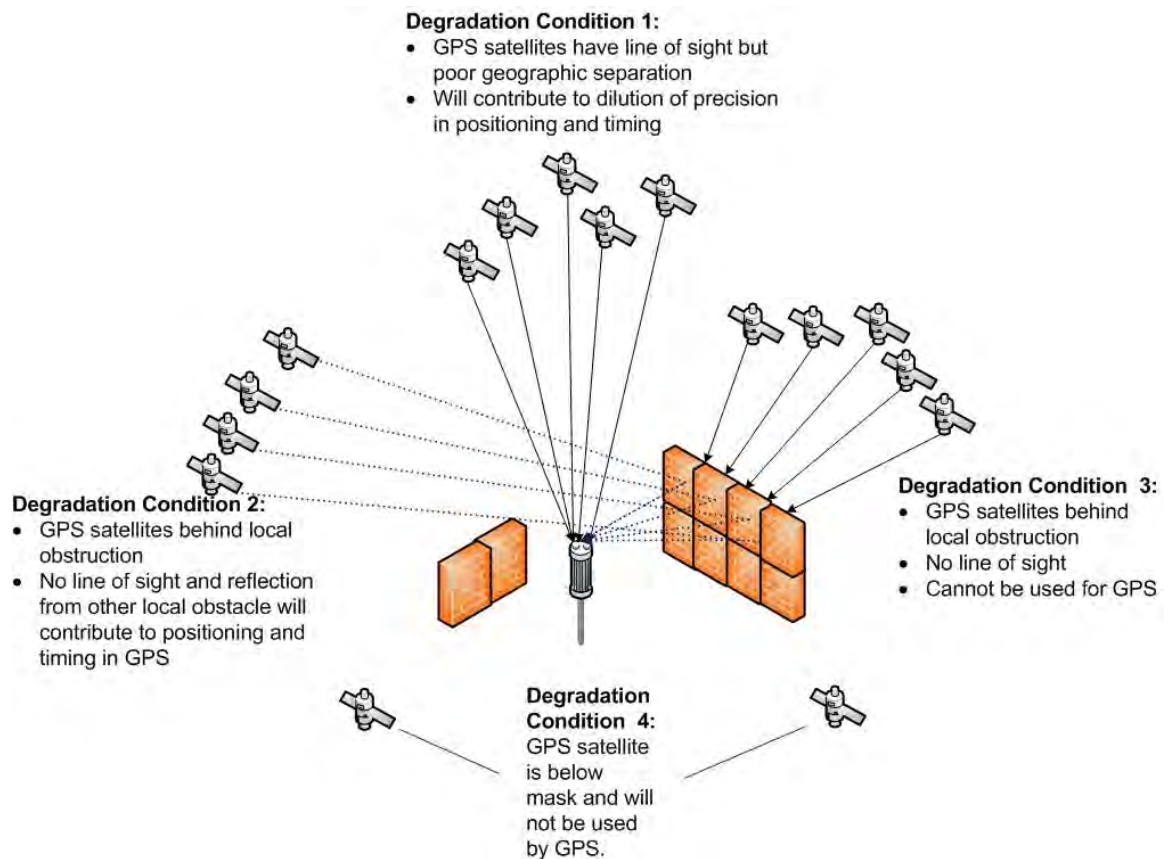 Degradation Condition 1:
• GPS satellites have line of sight but
poor geographic separation
• Will contribute to dilution of precision
in positioning and timing
Degradation Condition 2:
• GPS satellites behind local
obstruction
• No line of sight and reflection
from other local obstacle will
contribute to positioning and
timing in GPS
Degradation Condition 3:
• GPS satellites behind
local obstruction
• No line of sight
• Cannot be used for GPS
Degradation
Condition 4:
GPS satellite
is below
mask and will
not be used
by GPS.